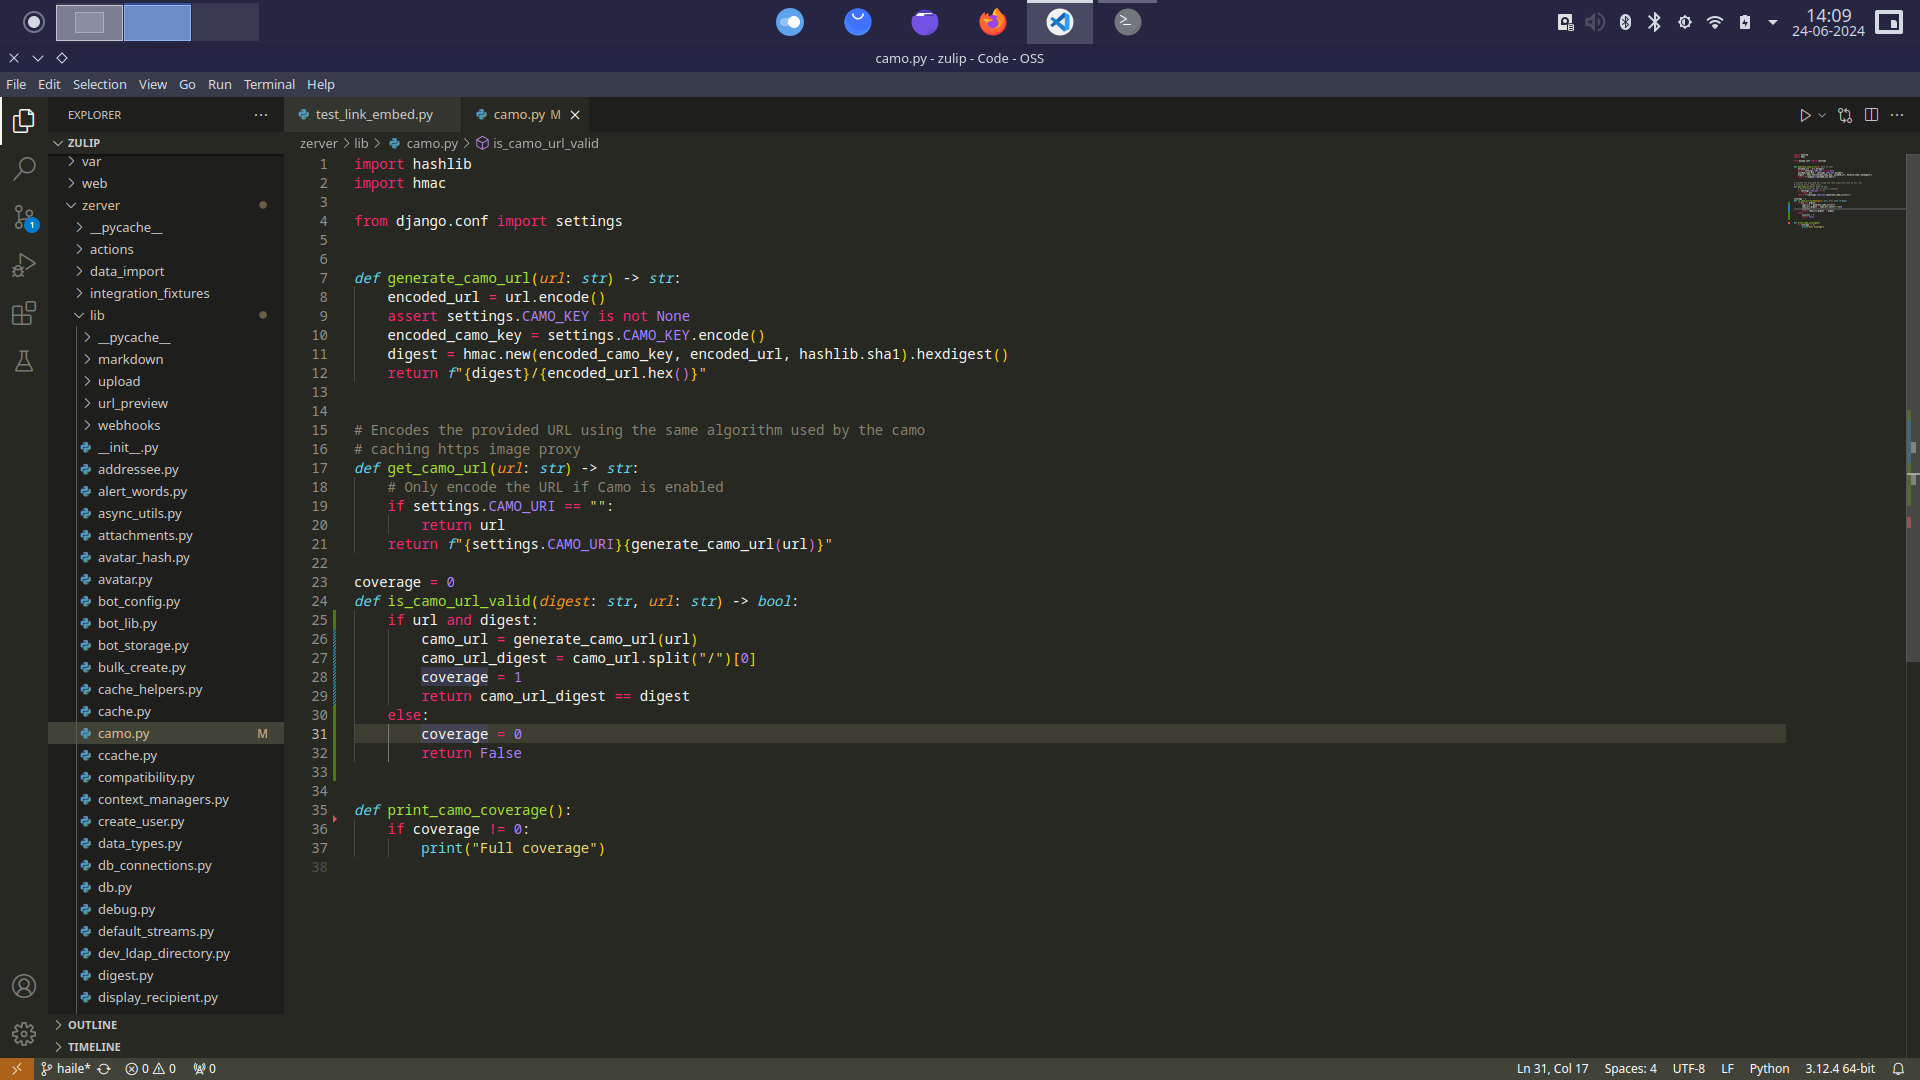 14:09
24-06-2024
camo.py - zulip - Code - OSS
File Edit Selection View Go Run Terminal Help
EXPLORER
test_link_embed.py
camo.py M
ZULIP
zerver > lib > camo.py > is_camo_url_valid
var
web
zerver
__pycache__
actions
data_import
integration_fixtures
lib
__pycache__
markdown
upload
url_preview
webhooks
__init__.py
addressee.py
alert_words.py
async_utils.py
attachments.py
avatar_hash.py
avatar.py
bot_config.py
bot_lib.py
bot_storage.py
bulk_create.py
cache_helpers.py
cache.py
camo.py M
ccache.py
compatibility.py
context_managers.py
create_user.py
data_types.py
db_connections.py
db.py
debug.py
default_streams.py
dev_ldap_directory.py
digest.py
display_recipient.py
OUTLINE
TIMELINE
1
1 import hashlib
2 import hmac
3
4 from django.conf import settings
5
6
7 def generate_camo_url(url: str) -> str:
8     encoded_url = url.encode()
9     assert settings.CAMO_KEY is not None
10     encoded_camo_key = settings.CAMO_KEY.encode()
11     digest = hmac.new(encoded_camo_key, encoded_url, hashlib.sha1).hexdigest()
12     return f"{digest}/{encoded_url.hex()}"
13
14
15 # Encodes the provided URL using the same algorithm used by the camo
16 # caching https image proxy
17 def get_camo_url(url: str) -> str:
18     # Only encode the URL if Camo is enabled
19     if settings.CAMO_URI == "":
20         return url
21     return f"{settings.CAMO_URI}{generate_camo_url(url)}"
22
23 coverage = 0
24 def is_camo_url_valid(digest: str, url: str) -> bool:
25     if url and digest:
26         camo_url = generate_camo_url(url)
27         camo_url_digest = camo_url.split("/")[0]
28         coverage = 1
29         return camo_url_digest == digest
30     else:
31         coverage = 0
32         return False
33
34
35 def print_camo_coverage():
36     if coverage != 0:
37         print("Full coverage")
38
haile* 0 0 0
Ln 31, Col 17 Spaces: 4 UTF-8 LF Python 3.12.4 64-bit